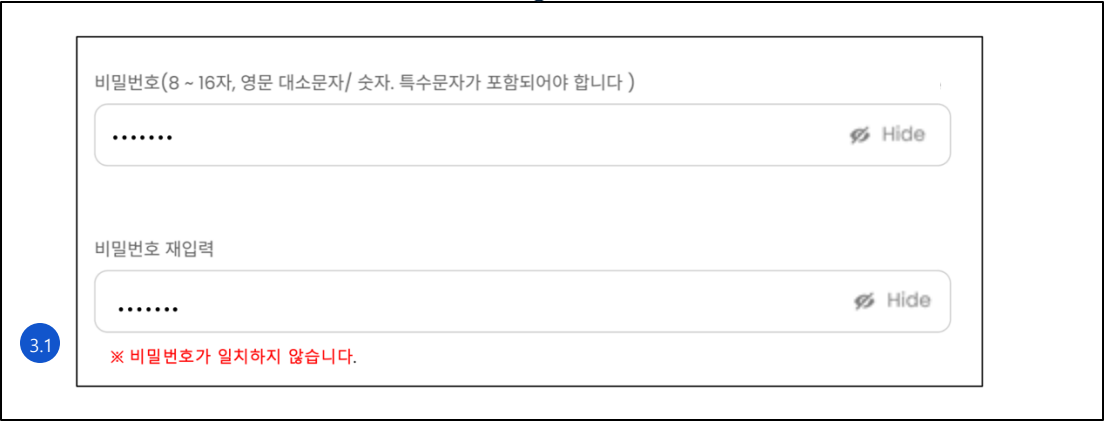 비밀번호(8 ~ 16자, 영문 대소문자/ 숫자. 특수문자가 포함되어야 합니다 )
••••••• Hide
비밀번호 재입력
••••••• Hide
3.1
※ 비밀번호가 일치하지 않습니다.